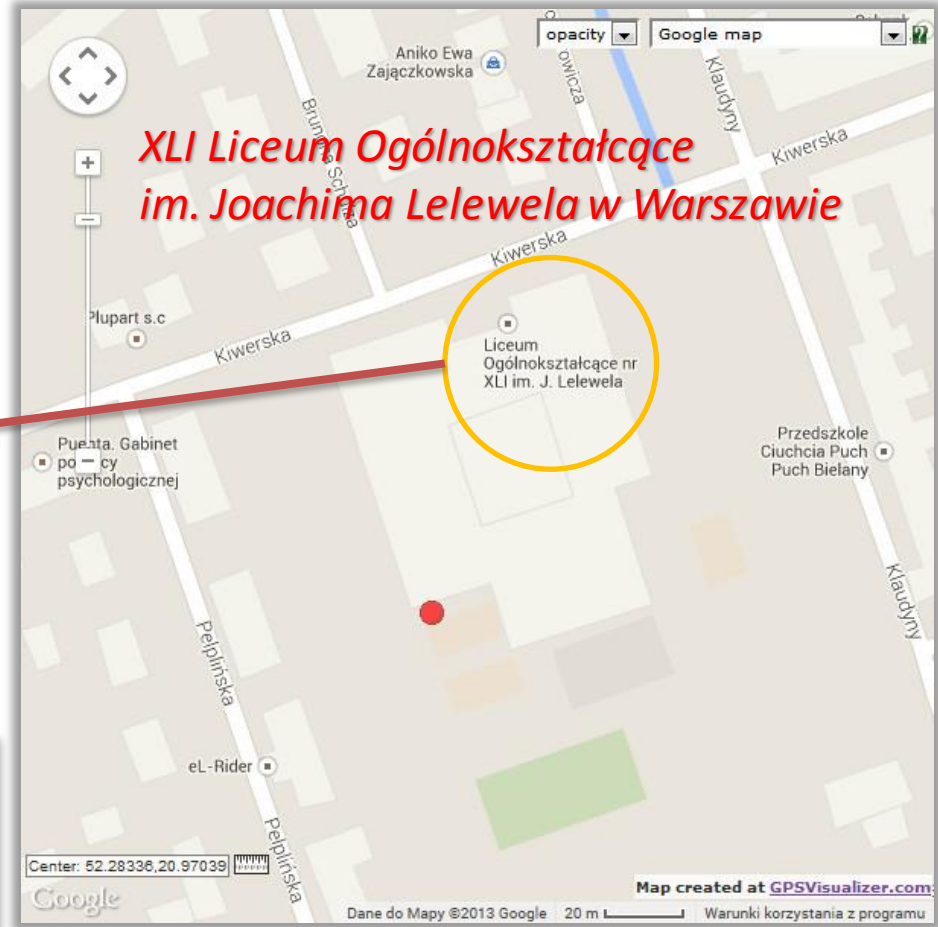 opacity
Google map
Aniko Ewa
Zajączkowska
Klaudyny
Kiwerska
XLI Liceum Ogólnokształcące
im. Joachima Lelewela w Warszawie
Brunona Schulza
Kiwerska
Plupart s.c
Kiwerska
Liceum
Ogólnokształcące nr
XLI im. J. Lelewela
Puenta. Gabinet
psychologicznej
Przedszkole
Ciuchcia Puch
Puch Bielany
Klaudyny
Pelplińska
eL-Rider
Pelplińska
Center: 52.28336,20.97039
Google
Map created at GPSVisualizer.com
Dane do Mapy ©2013 Google
20 m
Warunki korzystania z programu